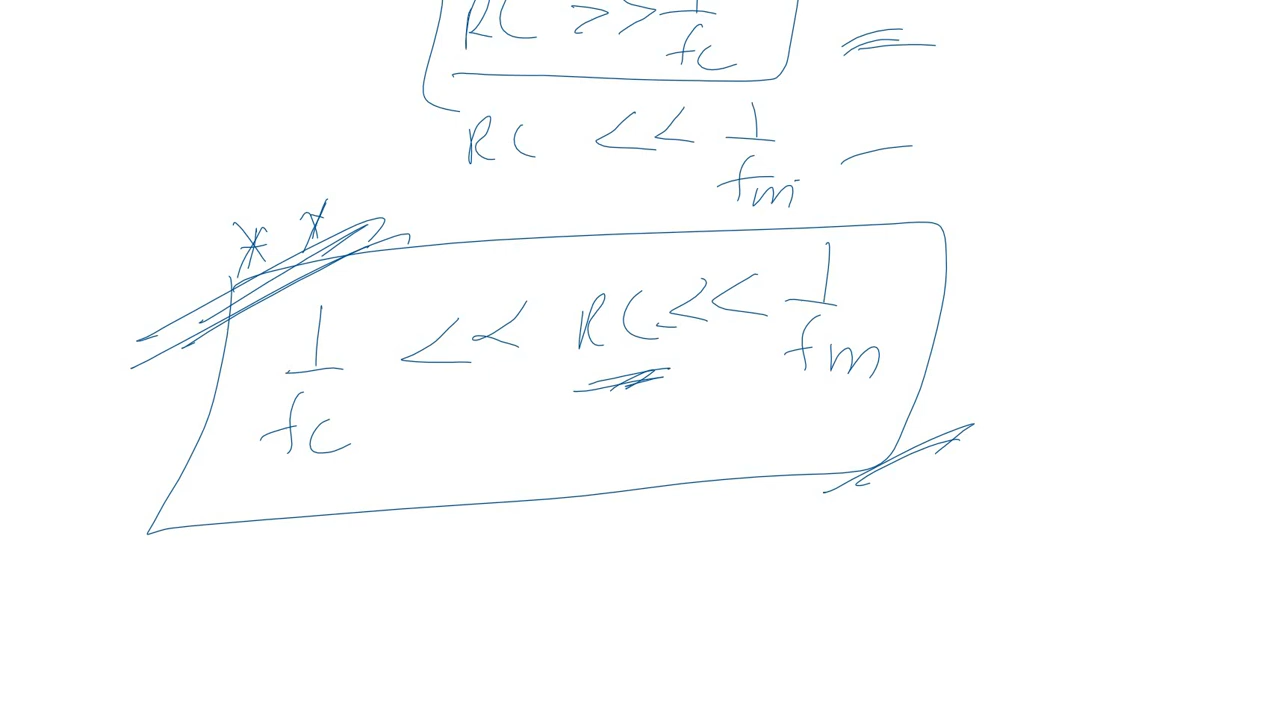 RC >> 1/fc
RC << 1/fm
* *
1/fc << RC << 1/fm